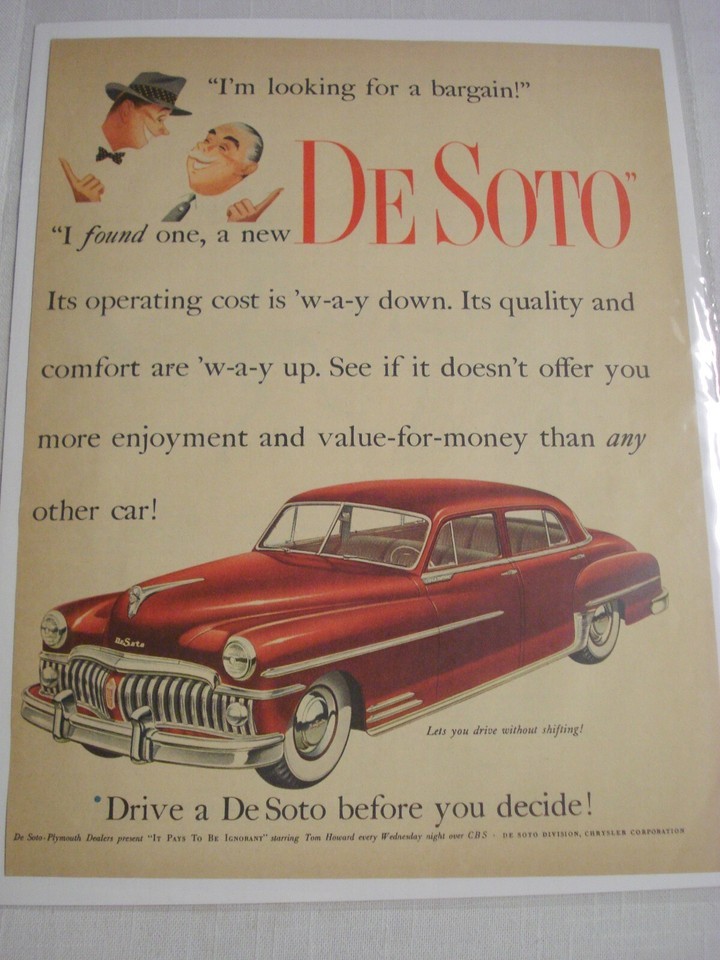 “I'm looking for a bargain!”
“I found one, a new DE SOTO”
Its operating cost is 'w-a-y down. Its quality and
comfort are 'w-a-y up. See if it doesn't offer you
more enjoyment and value-for-money than any
other car!
DeSoto
Lets you drive without shifting!
Drive a De Soto before you decide!
De Soto-Plymouth Dealers present “IT PAYS TO BE IGNORANT” starring Tom Howard every Wednesday night over CBS · DE SOTO DIVISION, CHRYSLER CORPORATION